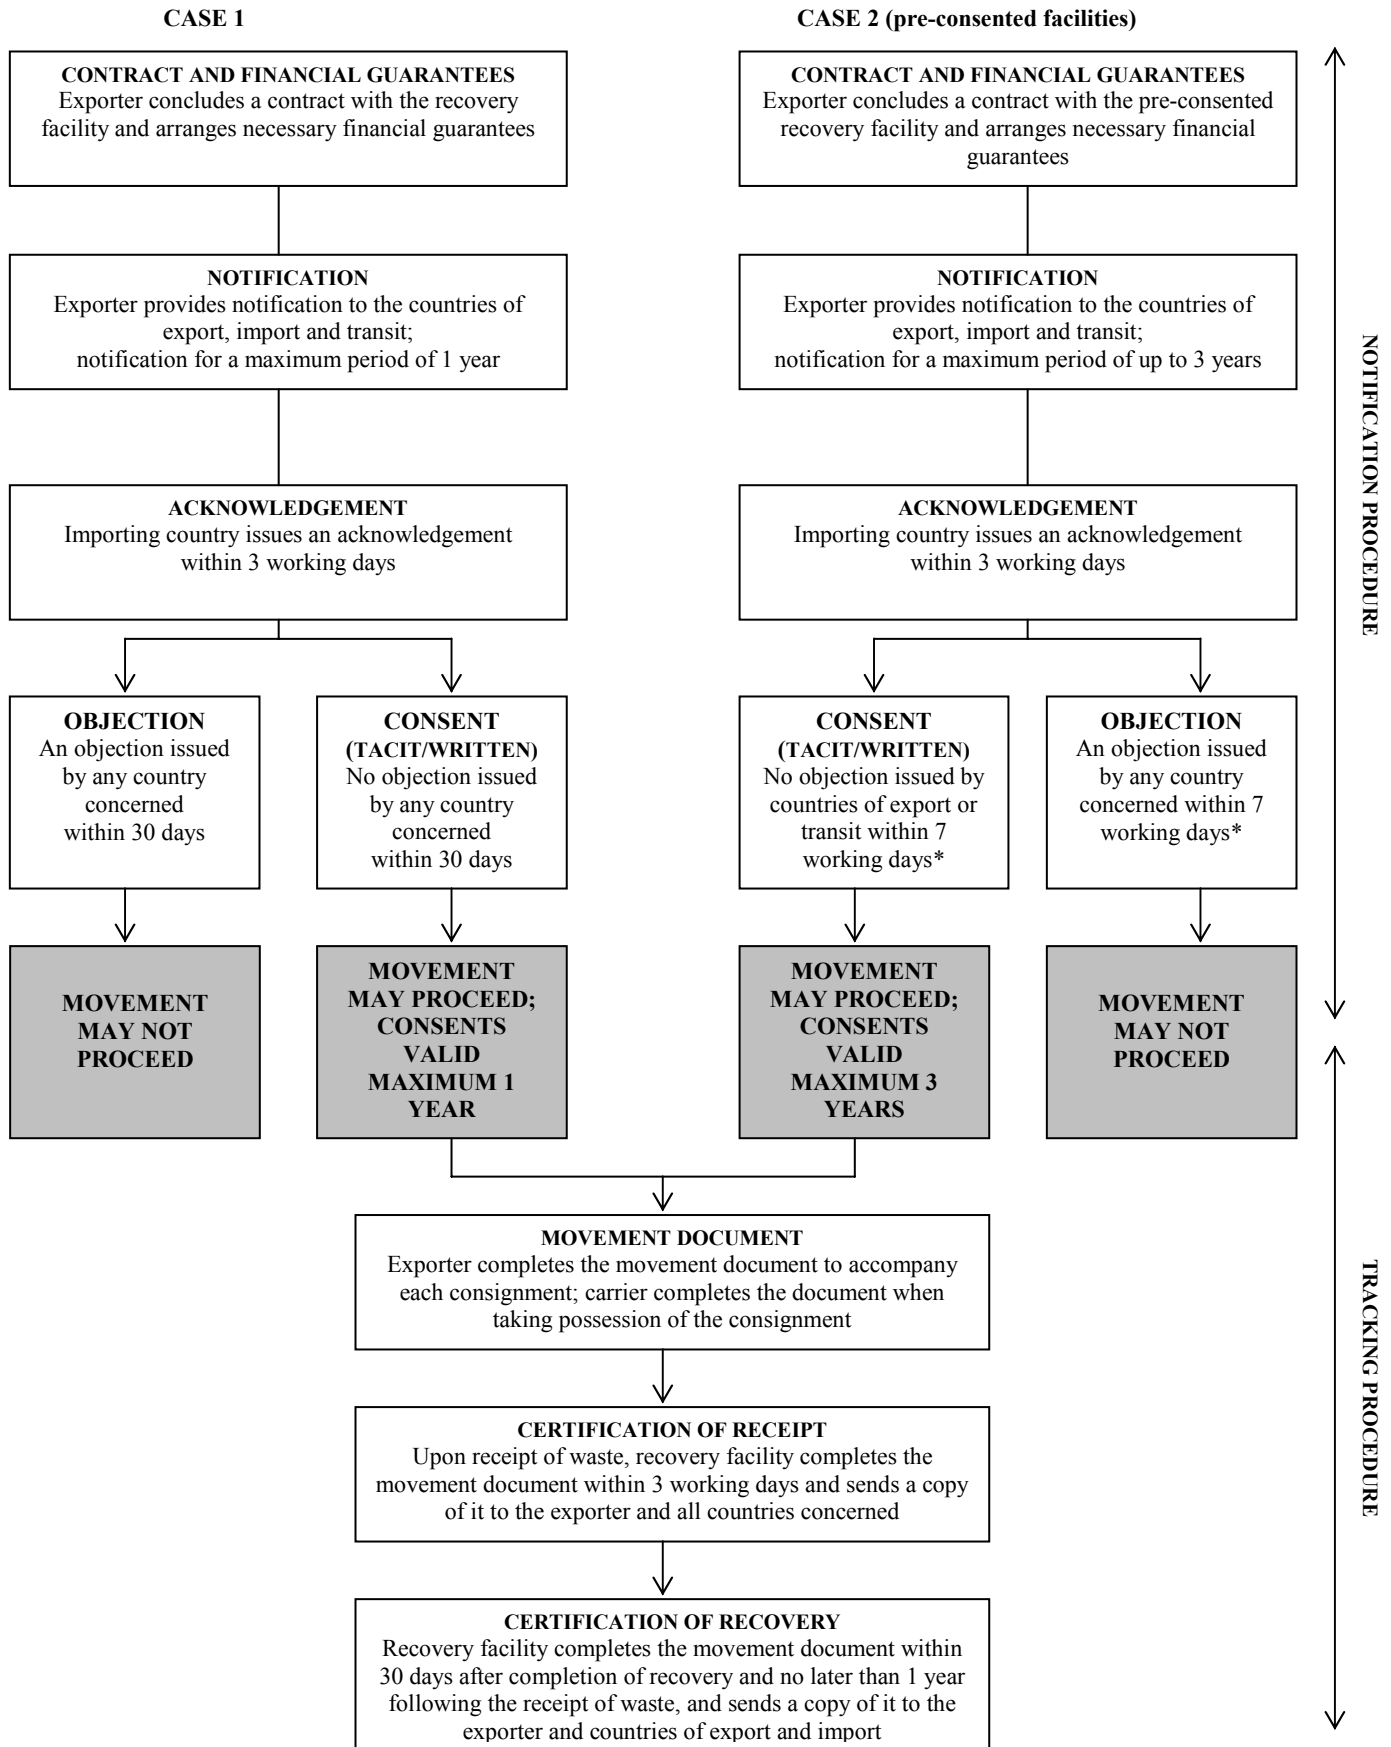 CASE 1
CONTRACT AND FINANCIAL GUARANTEES
Exporter concludes a contract with the recovery
facility and arranges necessary financial guarantees
NOTIFICATION
Exporter provides notification to the countries of
export, import and transit;
notification for a maximum period of 1 year
ACKNOWLEDGEMENT
Importing country issues an acknowledgement
within 3 working days
OBJECTION
An objection issued
by any country
concerned
within 30 days
CONSENT
(TACIT/WRITTEN)
No objection issued
by any country
concerned
within 30 days
MOVEMENT
MAY NOT
PROCEED
MOVEMENT
MAY PROCEED;
CONSENTS
VALID
MAXIMUM 1
YEAR
CASE 2 (pre-consented facilities)
CONTRACT AND FINANCIAL GUARANTEES
Exporter concludes a contract with the pre-consented
recovery facility and arranges necessary financial
guarantees
NOTIFICATION
Exporter provides notification to the countries of
export, import and transit;
notification for a maximum period of up to 3 years
ACKNOWLEDGEMENT
Importing country issues an acknowledgement
within 3 working days
CONSENT
(TACIT/WRITTEN)
No objection issued by
countries of export or
transit within 7
working days*
OBJECTION
An objection issued
by any country
concerned within 7
working days*
MOVEMENT
MAY PROCEED;
CONSENTS
VALID
MAXIMUM 3
YEARS
MOVEMENT
MAY NOT
PROCEED
NOTIFICATION PROCEDURE
MOVEMENT DOCUMENT
Exporter completes the movement document to accompany
each consignment; carrier completes the document when
taking possession of the consignment
CERTIFICATION OF RECEIPT
Upon receipt of waste, recovery facility completes the
movement document within 3 working days and sends a copy
of it to the exporter and all countries concerned
CERTIFICATION OF RECOVERY
Recovery facility completes the movement document within
30 days after completion of recovery and no later than 1 year
following the receipt of waste, and sends a copy of it to the
exporter and countries of export and import
TRACKING PROCEDURE